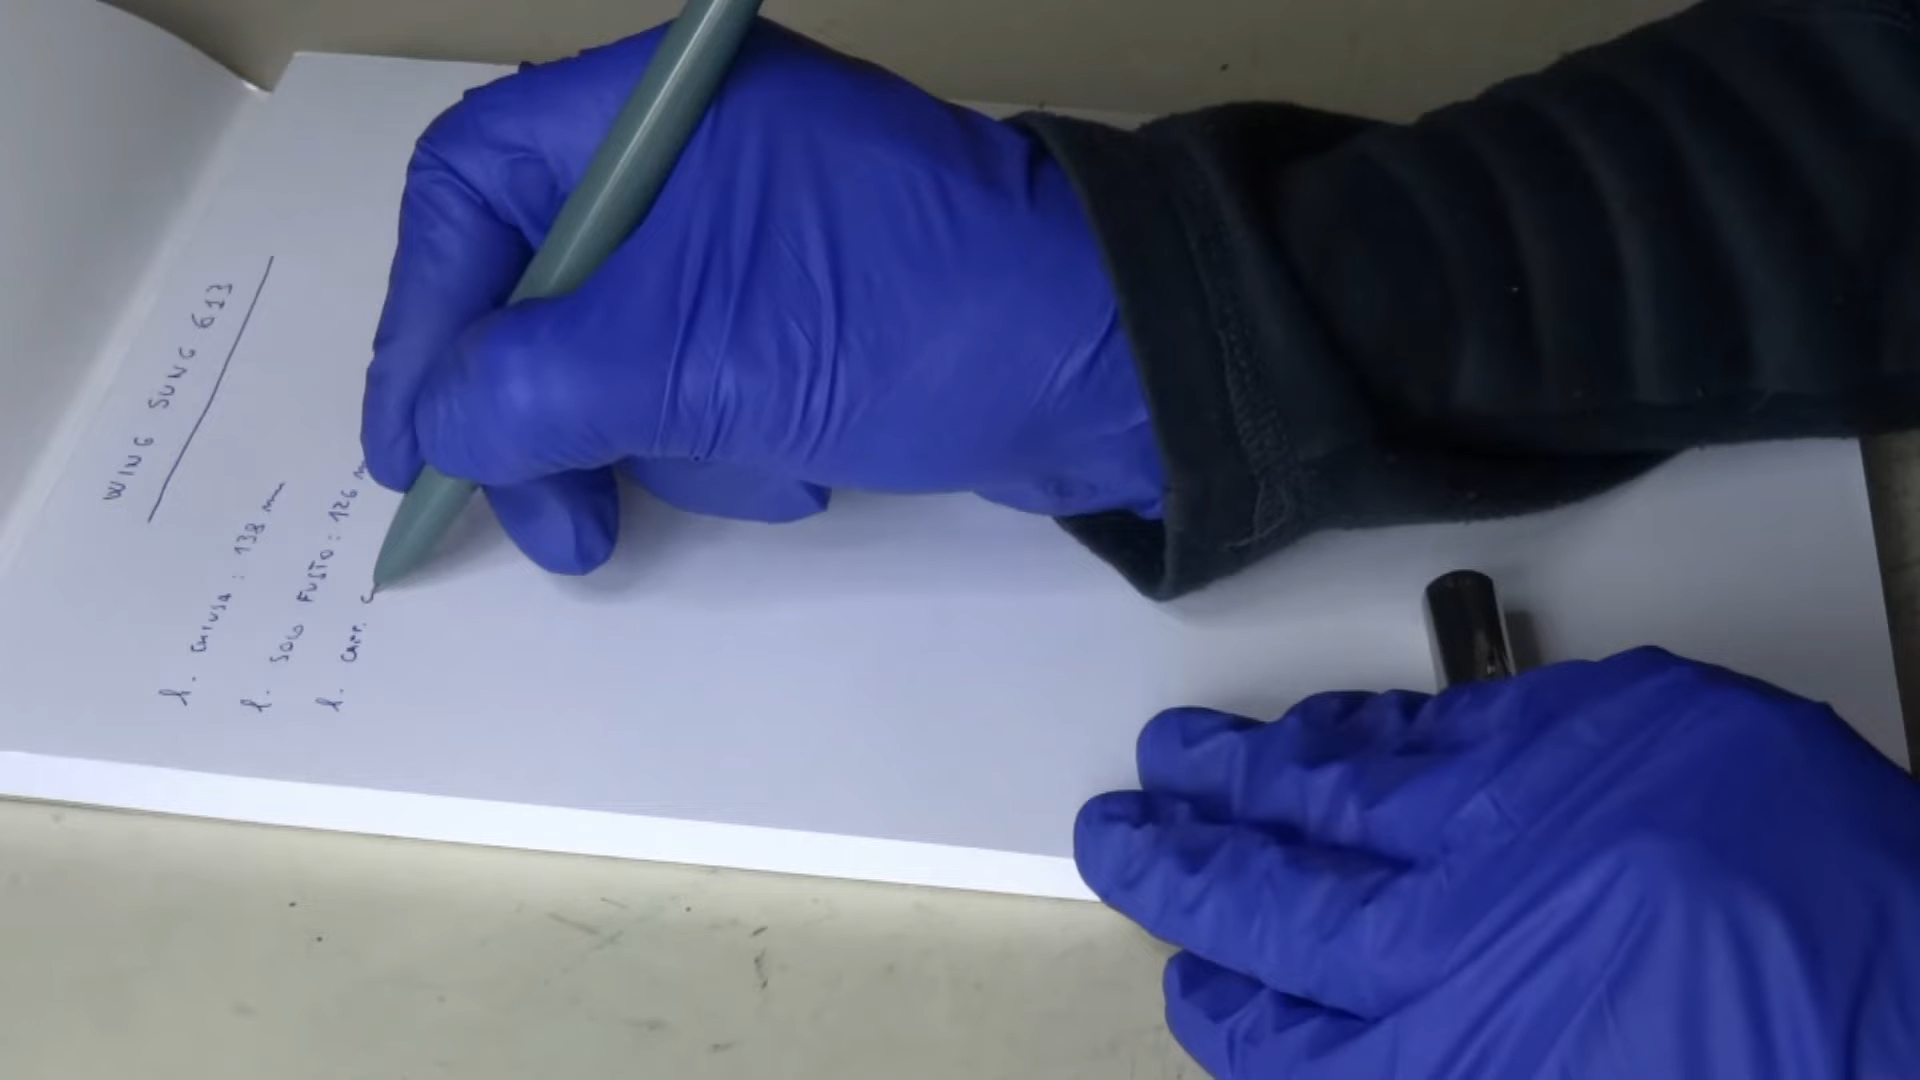 WING SUNG 613
l. CHIUSA : 138 mm
l. SOLO FUSTO : 126 m
l. CAPP. C